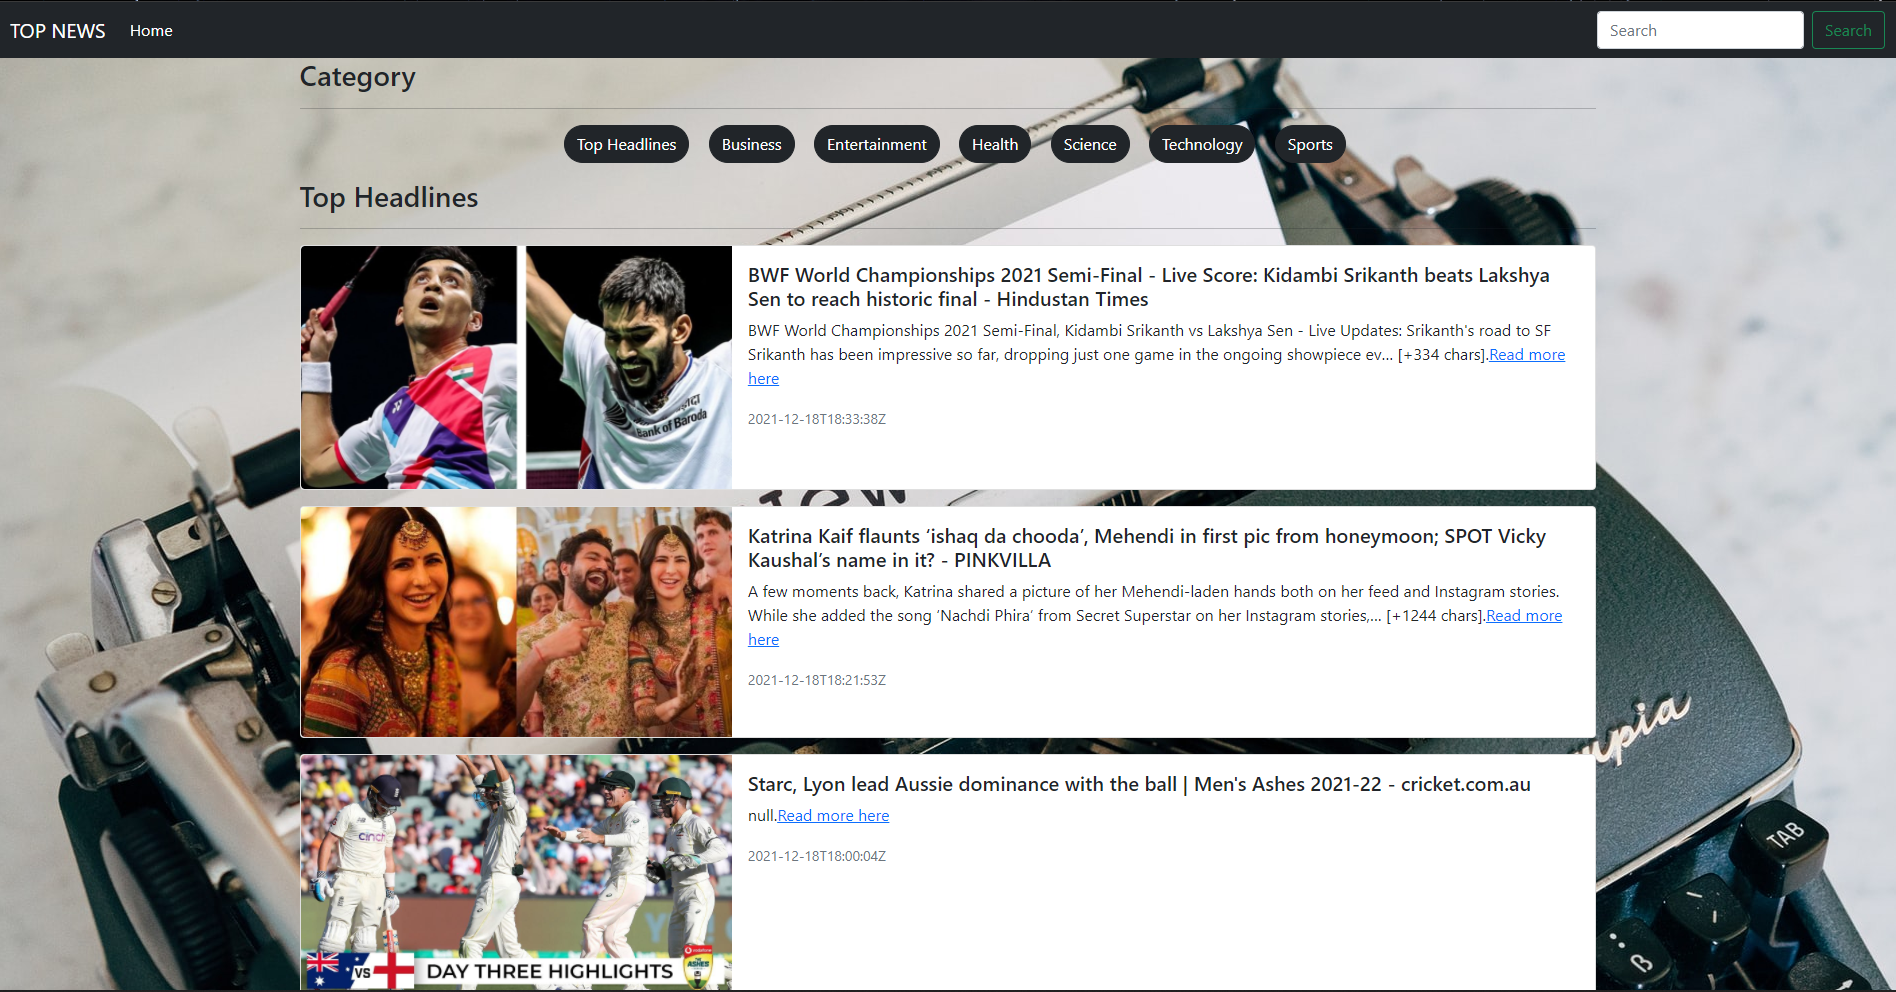 TOP NEWS Home Search Search
Category
Top Headlines Business Entertainment Health Science Technology Sports
Top Headlines
BWF World Championships 2021 Semi-Final - Live Score: Kidambi Srikanth beats Lakshya
Sen to reach historic final - Hindustan Times
BWF World Championships 2021 Semi-Final, Kidambi Srikanth vs Lakshya Sen - Live Updates: Srikanth's road to SF
Srikanth has been impressive so far, dropping just one game in the ongoing showpiece ev... [+334 chars].Read more
here
2021-12-18T18:33:38Z
Bank of Baroda
Katrina Kaif flaunts ‘ishaq da chooda’, Mehendi in first pic from honeymoon; SPOT Vicky
Kaushal’s name in it? - PINKVILLA
A few moments back, Katrina shared a picture of her Mehendi-laden hands both on her feed and Instagram stories.
While she added the song ‘Nachdi Phira’ from Secret Superstar on her Instagram stories,... [+1244 chars].Read more
here
2021-12-18T18:21:53Z
Starc, Lyon lead Aussie dominance with the ball | Men's Ashes 2021-22 - cricket.com.au
null.Read more here
2021-12-18T18:00:04Z
cinch
VS DAY THREE HIGHLIGHTS
TAB
B